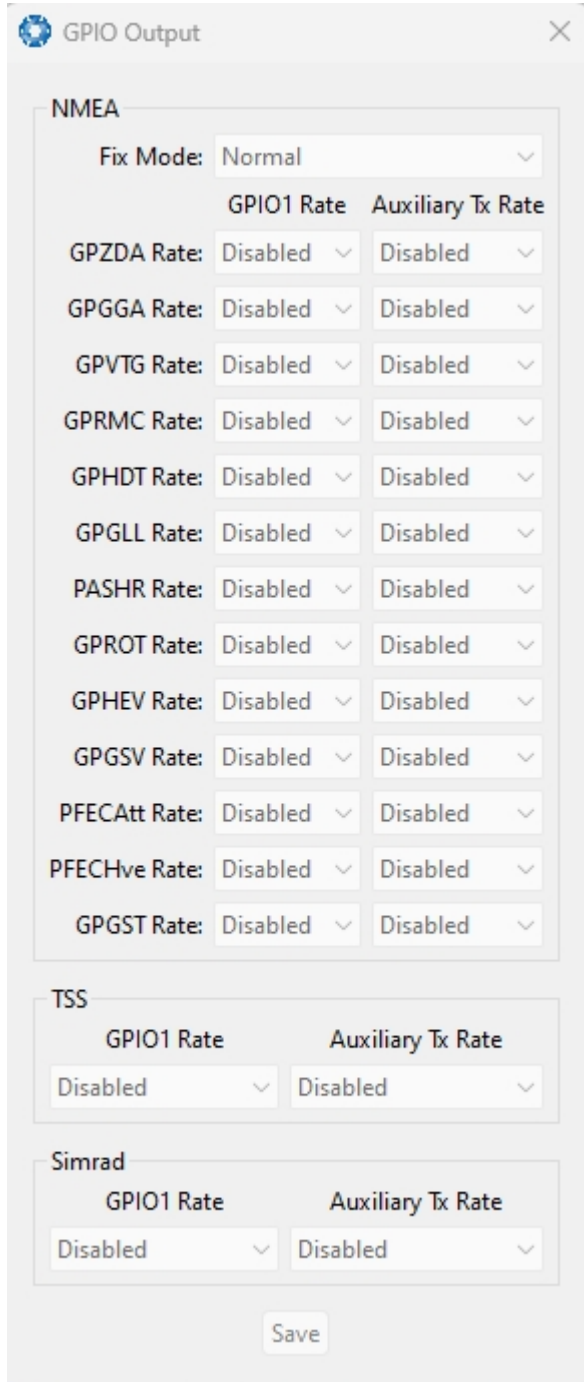 GPIO Output
NMEA
Fix Mode: Normal
GPIO1 Rate Auxiliary Tx Rate
GPZDA Rate: Disabled Disabled
GPGGA Rate: Disabled Disabled
GPVTG Rate: Disabled Disabled
GPRMC Rate: Disabled Disabled
GPHDT Rate: Disabled Disabled
GPGLL Rate: Disabled Disabled
PASHR Rate: Disabled Disabled
GPROT Rate: Disabled Disabled
GPHEV Rate: Disabled Disabled
GPGSV Rate: Disabled Disabled
PFECAtt Rate: Disabled Disabled
PFECHve Rate: Disabled Disabled
GPGST Rate: Disabled Disabled
TSS
GPIO1 Rate Auxiliary Tx Rate
Disabled Disabled
Simrad
GPIO1 Rate Auxiliary Tx Rate
Disabled Disabled
Save